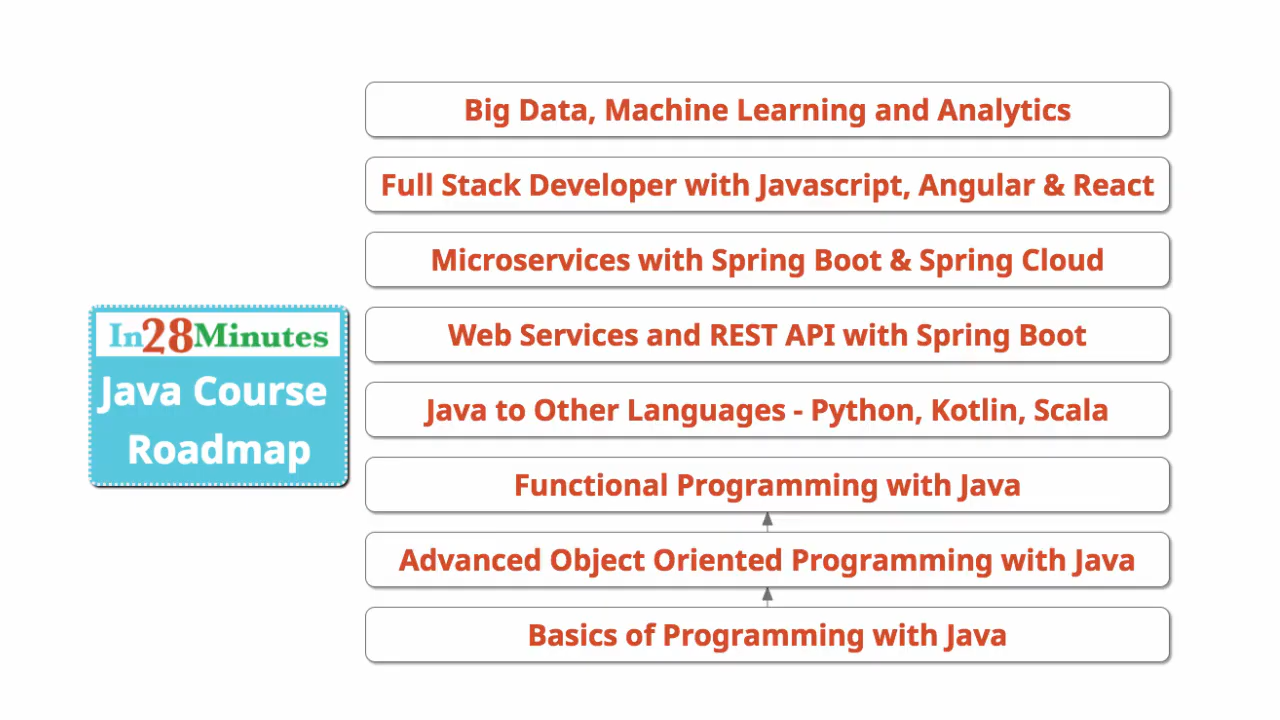 Big Data, Machine Learning and Analytics
Full Stack Developer with Javascript, Angular & React
Microservices with Spring Boot & Spring Cloud
In28Minutes
Java Course
Roadmap
Web Services and REST API with Spring Boot
Java to Other Languages - Python, Kotlin, Scala
Functional Programming with Java
Advanced Object Oriented Programming with Java
Basics of Programming with Java